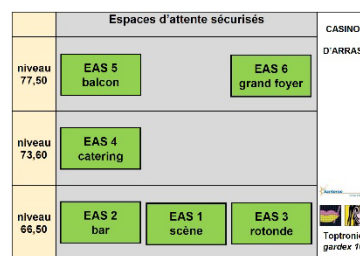 Espaces d'attente sécurisés
CASINO
D'ARRAS
niveau
77,50
EAS 5
balcon
EAS 6
grand foyer
niveau
73,60
EAS 4
catering
niveau
66,50
EAS 2
bar
EAS 1
scène
EAS 3
rotonde
Toptronic
gardex